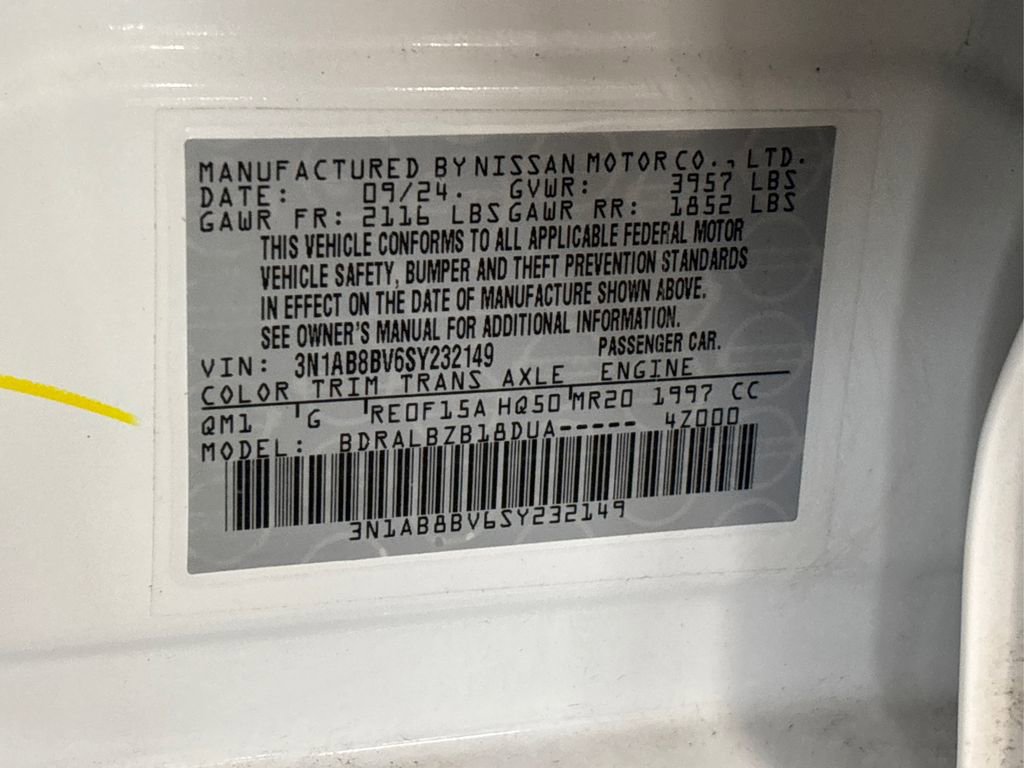 MANUFACTURED BY NISSAN MOTOR CO., LTD.
DATE: 09/24. GVWR: 3957 LBS
GAWR FR: 2116 LBS GAWR RR: 1852 LBS
THIS VEHICLE CONFORMS TO ALL APPLICABLE FEDERAL MOTOR
VEHICLE SAFETY, BUMPER AND THEFT PREVENTION STANDARDS
IN EFFECT ON THE DATE OF MANUFACTURE SHOWN ABOVE.
SEE OWNER'S MANUAL FOR ADDITIONAL INFORMATION.
VIN: 3N1AB8BV6SY232149 PASSENGER CAR.
COLOR TRIM TRANS AXLE ENGINE
QM1 G RE0F15A HQ50 MR20 1997 CC
MODEL: BDRALBZB18DUA----- 4Z000
3N1AB8BV6SY232149